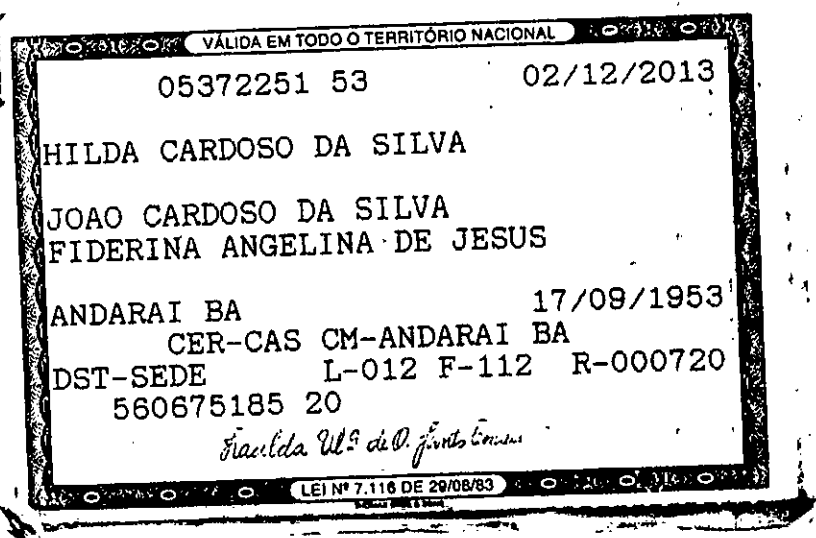 VÁLIDA EM TODO O TERRITÓRIO NACIONAL
05372251 53 02/12/2013
HILDA CARDOSO DA SILVA
JOAO CARDOSO DA SILVA
FIDERINA ANGELINA DE JESUS
ANDARAI BA 17/09/1953
CER-CAS CM-ANDARAI BA
DST-SEDE L-012 F-112 R-000720
560675185 20
LEI Nº 7.116 DE 29/08/83